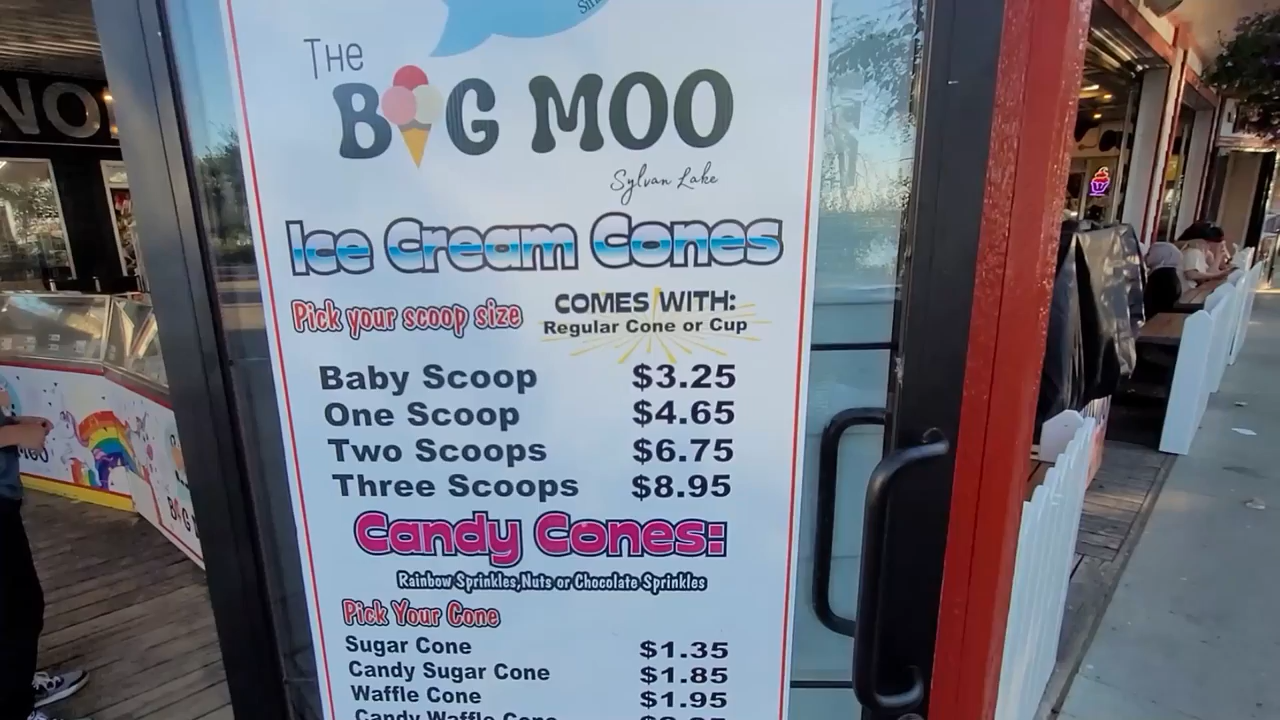 THE
BIG MOO
Sylvan Lake
Ice Cream Cones
Pick your scoop size
COMES WITH:
Regular Cone or Cup
Baby Scoop $3.25
One Scoop $4.65
Two Scoops $6.75
Three Scoops $8.95
Candy Cones:
Rainbow Sprinkles,Nuts or Chocolate Sprinkles
Pick Your Cone
Sugar Cone $1.35
Candy Sugar Cone $1.85
Waffle Cone $1.95
Candy Waffle Cone